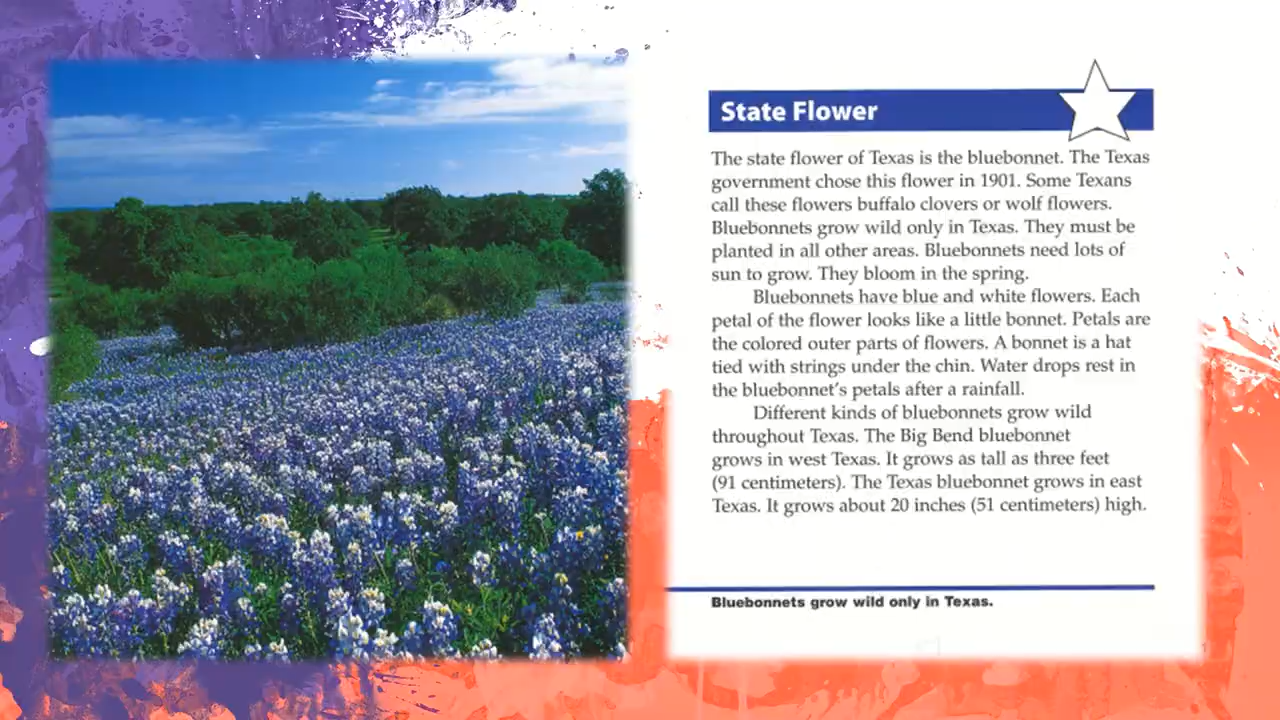 State Flower
The state flower of Texas is the bluebonnet. The Texas
government chose this flower in 1901. Some Texans
call these flowers buffalo clovers or wolf flowers.
Bluebonnets grow wild only in Texas. They must be
planted in all other areas. Bluebonnets need lots of
sun to grow. They bloom in the spring.
Bluebonnets have blue and white flowers. Each
petal of the flower looks like a little bonnet. Petals are
the colored outer parts of flowers. A bonnet is a hat
tied with strings under the chin. Water drops rest in
the bluebonnet's petals after a rainfall.
Different kinds of bluebonnets grow wild
throughout Texas. The Big Bend bluebonnet
grows in west Texas. It grows as tall as three feet
(91 centimeters). The Texas bluebonnet grows in east
Texas. It grows about 20 inches (51 centimeters) high.
Bluebonnets grow wild only in Texas.